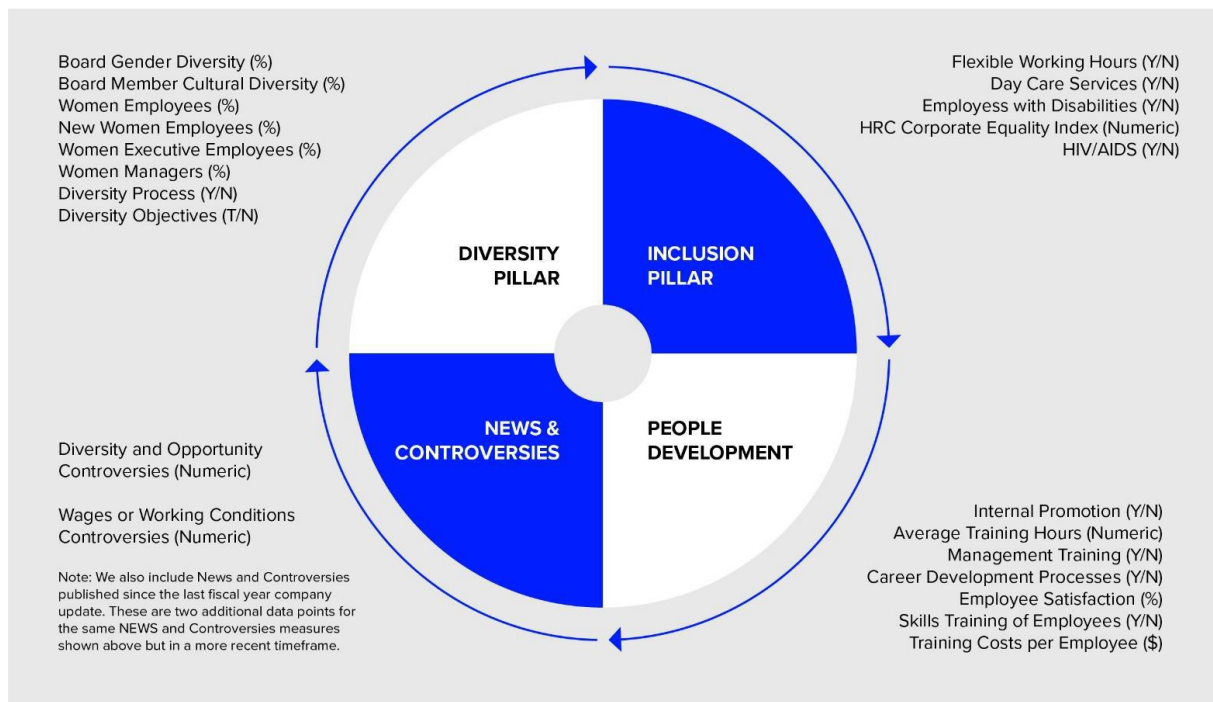 Board Gender Diversity (%)
Board Member Cultural Diversity (%)
Women Employees (%)
New Women Employees (%)
Women Executive Employees (%)
Women Managers (%)
Diversity Process (Y/N)
Diversity Objectives (T/N)
Flexible Working Hours (Y/N)
Day Care Services (Y/N)
Employess with Disabilities (Y/N)
HRC Corporate Equality Index (Numeric)
HIV/AIDS (Y/N)
DIVERSITY
PILLAR
INCLUSION
PILLAR
NEWS &
CONTROVERSIES
PEOPLE
DEVELOPMENT
Diversity and Opportunity
Controversies (Numeric)
Wages or Working Conditions
Controversies (Numeric)
Note: We also include News and Controversies
published since the last fiscal year company
update. These are two additional data points for
the same NEWS and Controversies measures
shown above but in a more recent timeframe.
Internal Promotion (Y/N)
Average Training Hours (Numeric)
Management Training (Y/N)
Career Development Processes (Y/N)
Employee Satisfaction (%)
Skills Training of Employees (Y/N)
Training Costs per Employee ($)